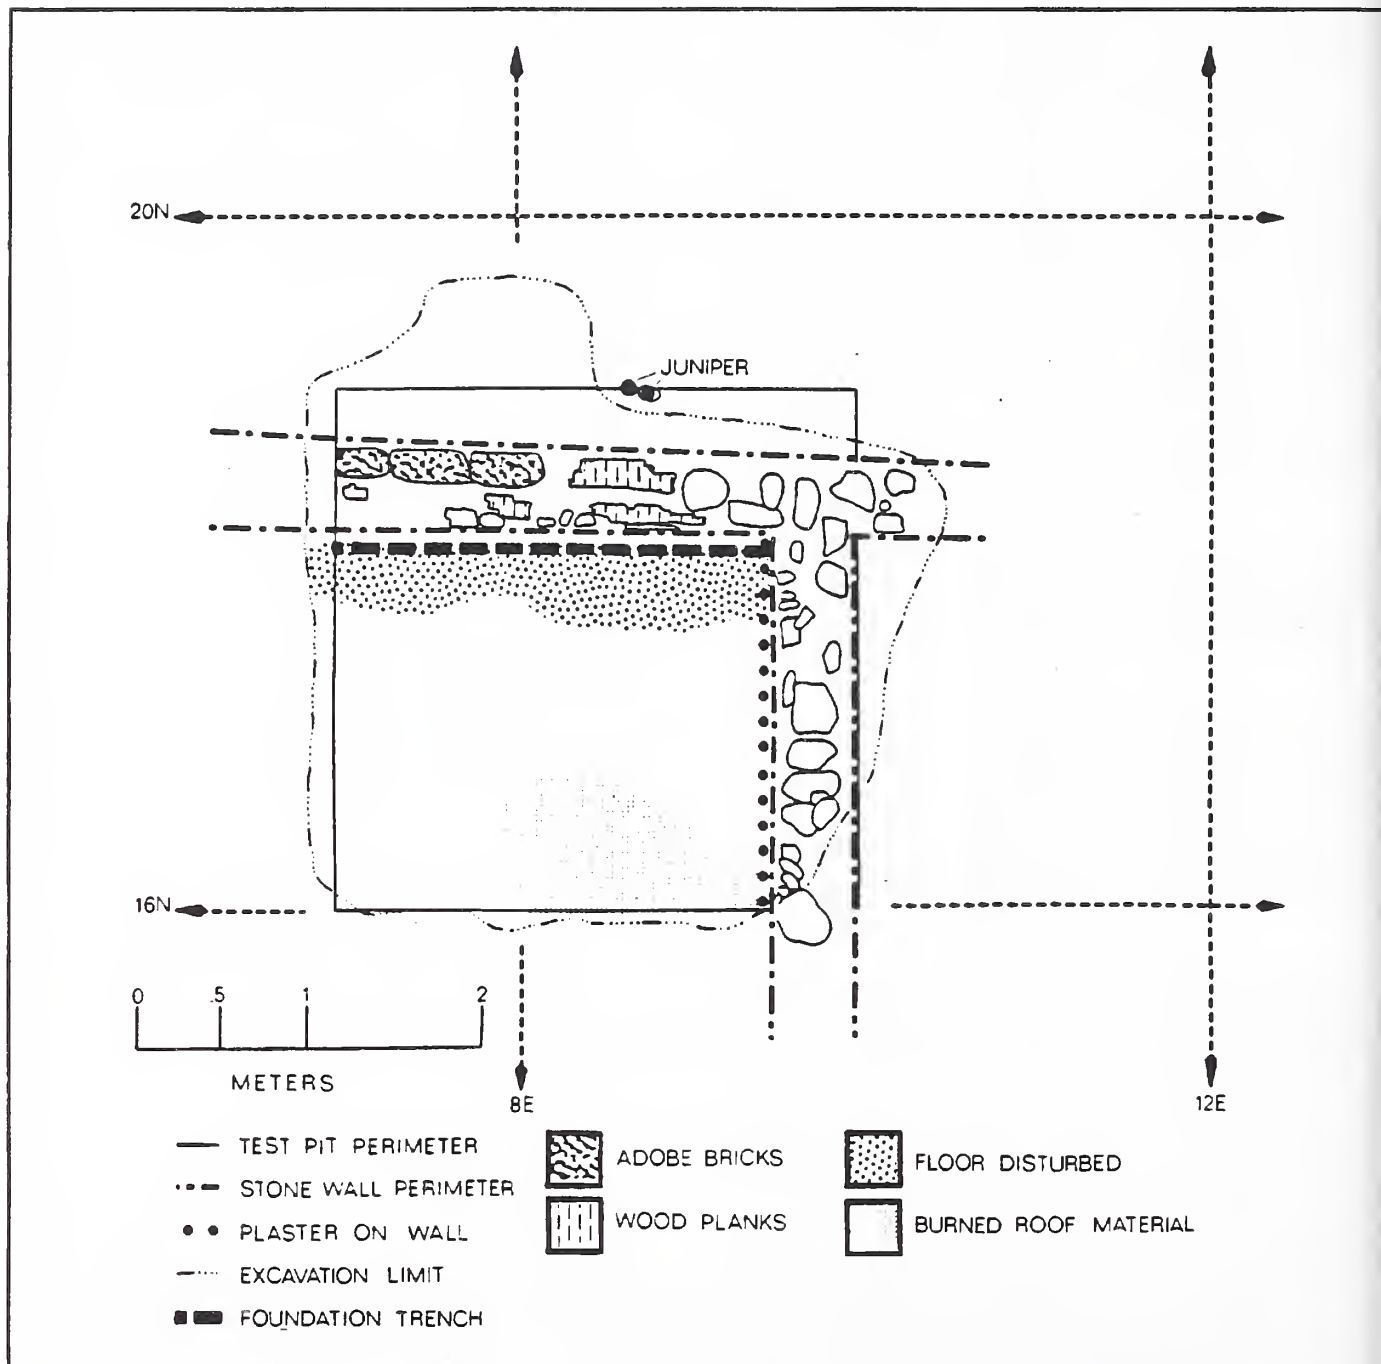 20N
JUNIPER
16N
0 .5 1 2
METERS
8E
12E
TEST PIT PERIMETER
STONE WALL PERIMETER
PLASTER ON WALL
EXCAVATION LIMIT
FOUNDATION TRENCH
ADOBE BRICKS
WOOD PLANKS
FLOOR DISTURBED
BURNED ROOF MATERIAL